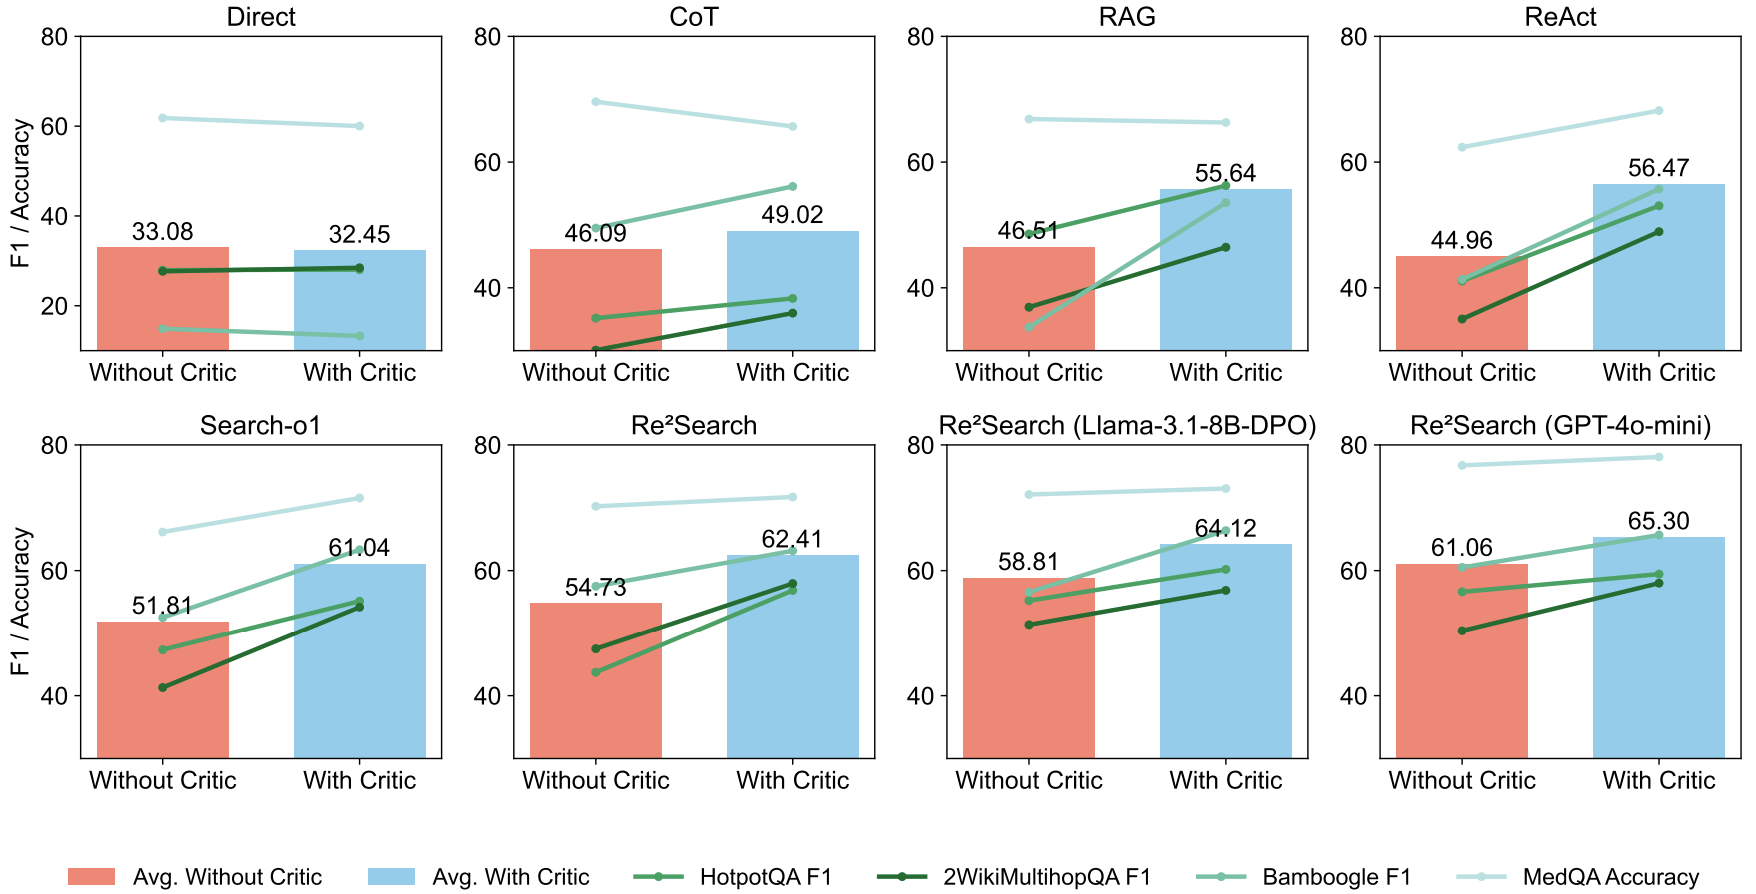 Direct
CoT
RAG
ReAct
80
60
40
20
F1 / Accuracy
33.08
32.45
Without Critic
With Critic
80
60
40
46.09
49.02
Without Critic
With Critic
80
60
40
46.51
55.64
Without Critic
With Critic
80
60
40
44.96
56.47
Without Critic
With Critic
Search-o1
Re²Search
Re²Search (Llama-3.1-8B-DPO)
Re²Search (GPT-4o-mini)
80
60
40
F1 / Accuracy
51.81
61.04
Without Critic
With Critic
54.73
62.41
Without Critic
With Critic
80
60
40
58.81
64.12
Without Critic
With Critic
80
60
40
61.06
65.30
Without Critic
With Critic
80
60
40
Avg. Without Critic
Avg. With Critic
HotpotQA F1
2WikiMultihopQA F1
Bamboogle F1
MedQA Accuracy